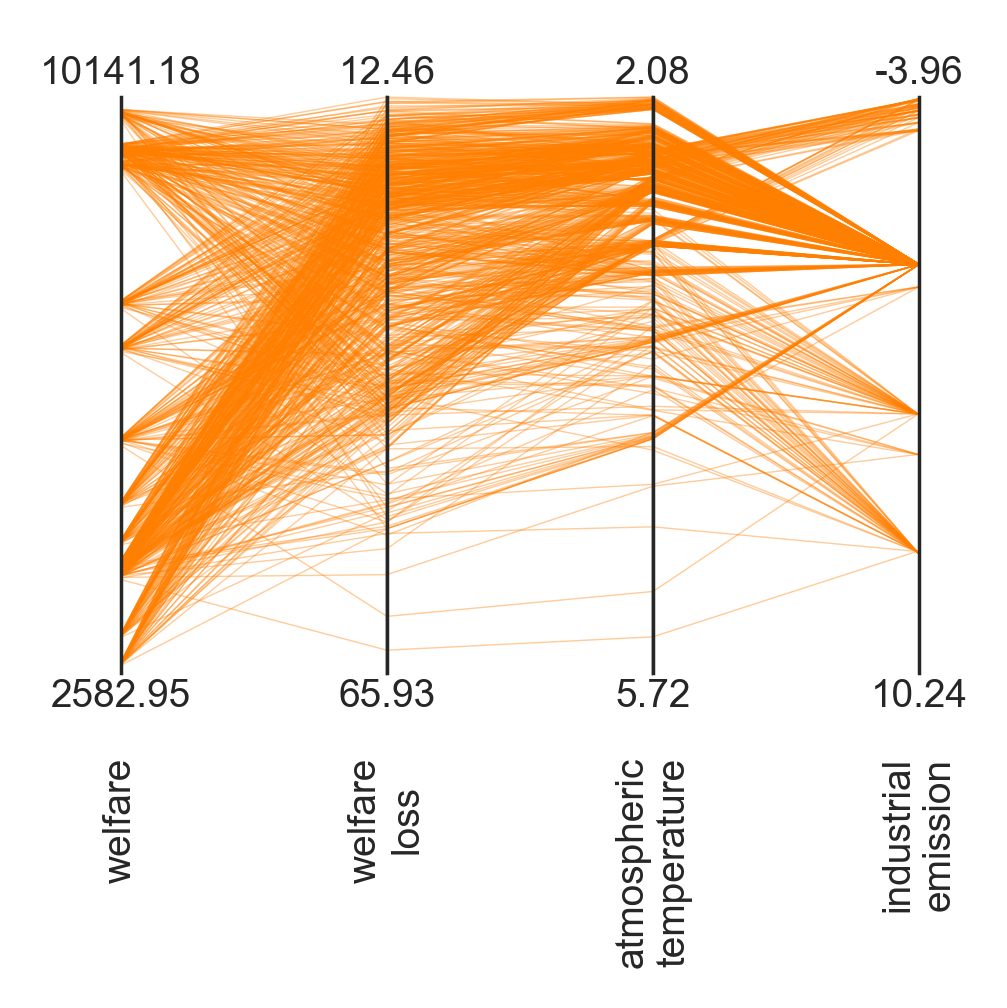 10141.18 12.46 2.08 -3.96
2582.95 65.93 5.72 10.24
welfare
welfare
loss
atmospheric
temperature
industrial
emission